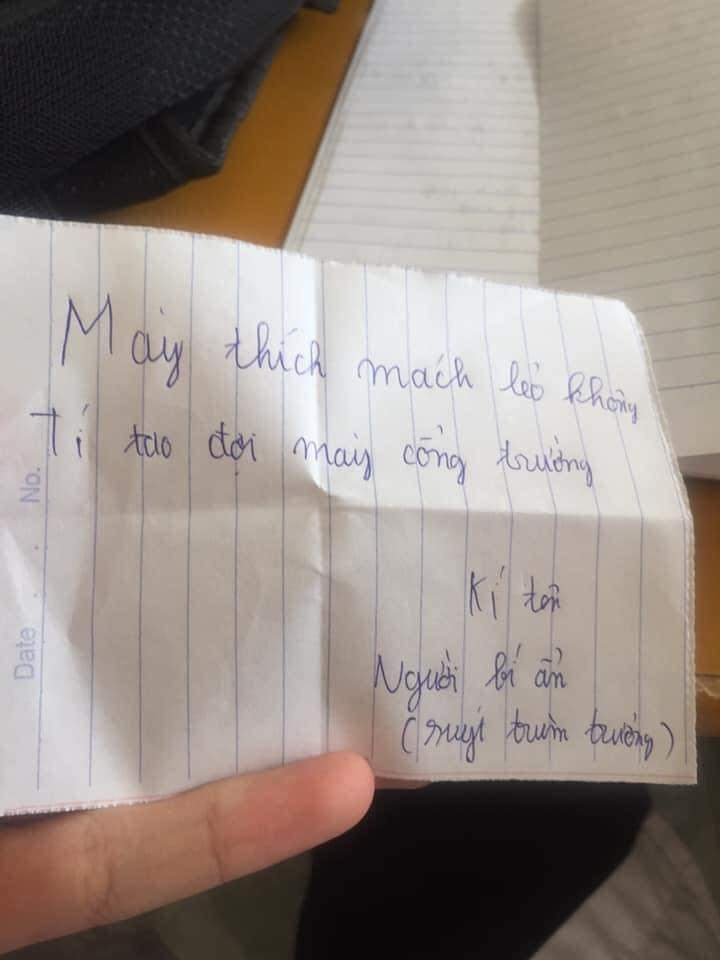 Mày thích mách lẻo không
Tí tao đợi mày cổng trường
Kí tên
Người bí ẩn
(suýt trùm trường)
No.
Date . .